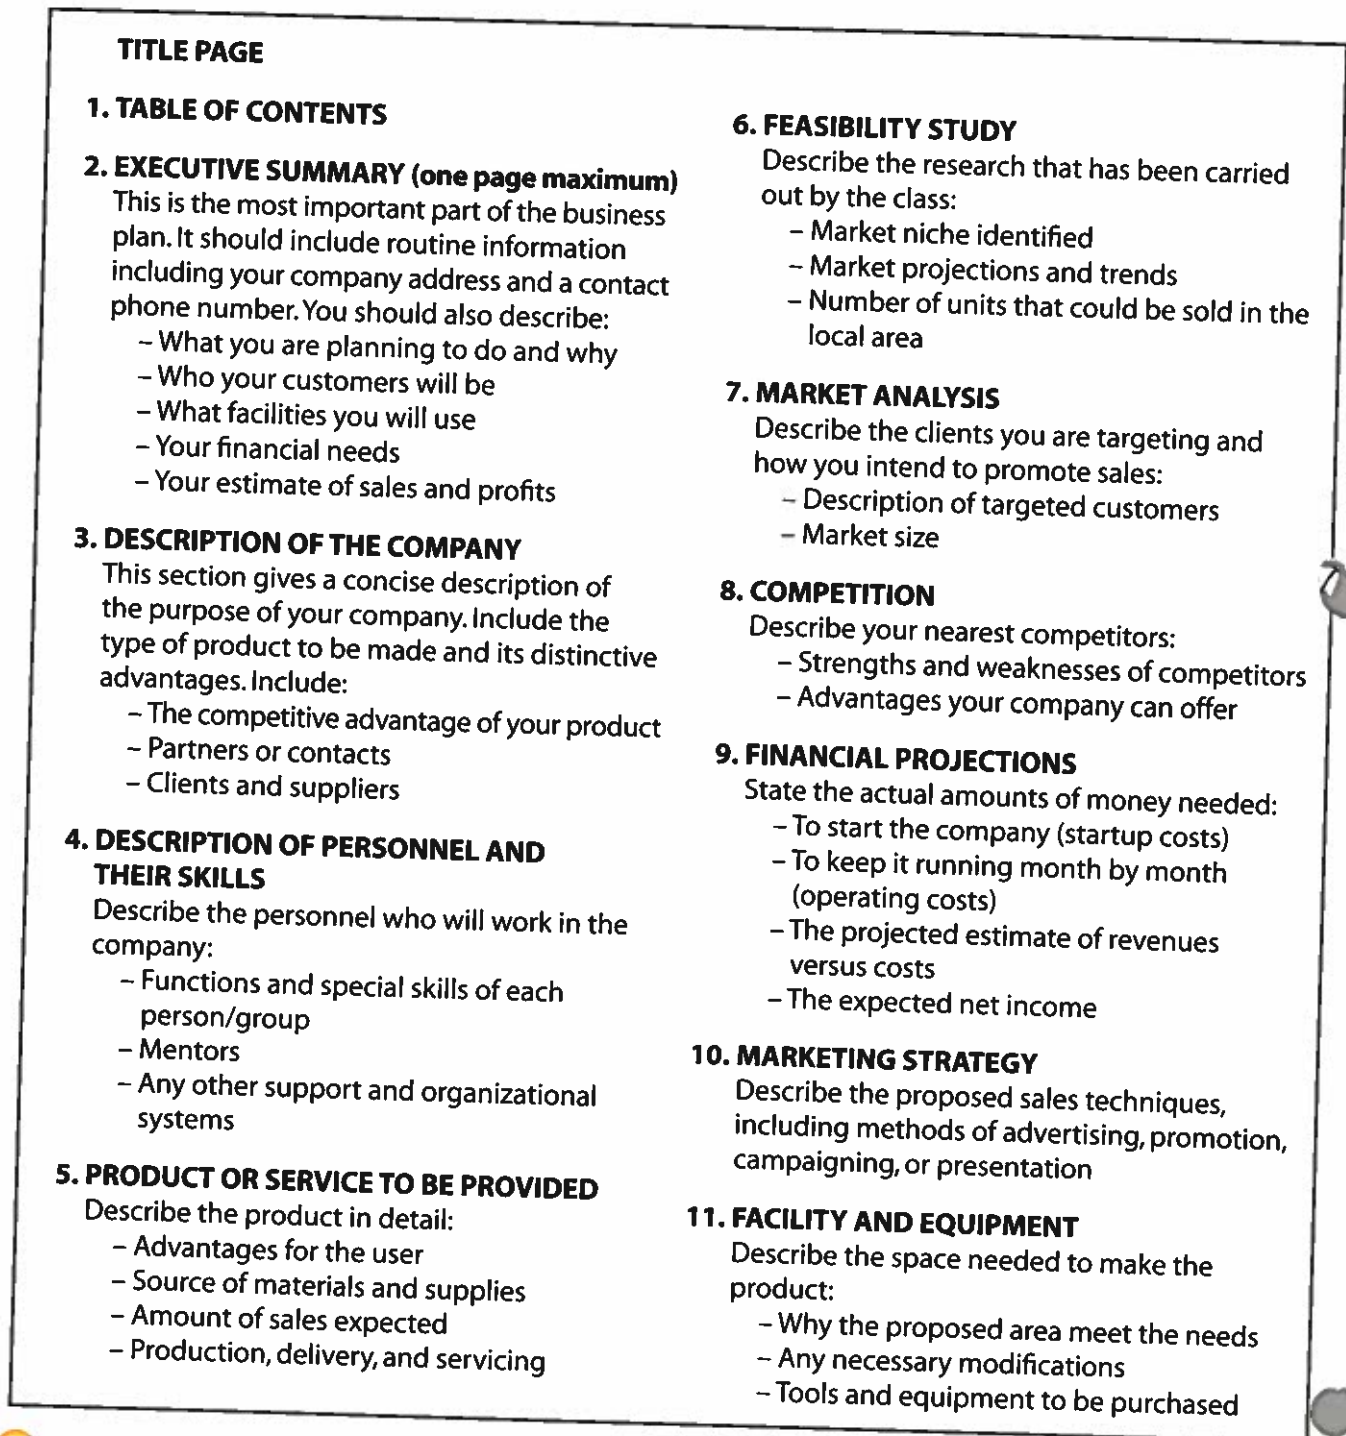 TITLE PAGE
1. TABLE OF CONTENTS
2. EXECUTIVE SUMMARY (one page maximum)
This is the most important part of the business
plan. It should include routine information
including your company address and a contact
phone number. You should also describe:
– What you are planning to do and why
– Who your customers will be
– What facilities you will use
– Your financial needs
– Your estimate of sales and profits
3. DESCRIPTION OF THE COMPANY
This section gives a concise description of
the purpose of your company. Include the
type of product to be made and its distinctive
advantages. Include:
– The competitive advantage of your product
– Partners or contacts
– Clients and suppliers
4. DESCRIPTION OF PERSONNEL AND
THEIR SKILLS
Describe the personnel who will work in the
company:
– Functions and special skills of each
person/group
– Mentors
– Any other support and organizational
systems
5. PRODUCT OR SERVICE TO BE PROVIDED
Describe the product in detail:
– Advantages for the user
– Source of materials and supplies
– Amount of sales expected
– Production, delivery, and servicing
6. FEASIBILITY STUDY
Describe the research that has been carried
out by the class:
– Market niche identified
– Market projections and trends
– Number of units that could be sold in the
local area
7. MARKET ANALYSIS
Describe the clients you are targeting and
how you intend to promote sales:
– Description of targeted customers
– Market size
8. COMPETITION
Describe your nearest competitors:
– Strengths and weaknesses of competitors
– Advantages your company can offer
9. FINANCIAL PROJECTIONS
State the actual amounts of money needed:
– To start the company (startup costs)
– To keep it running month by month
(operating costs)
– The projected estimate of revenues
versus costs
– The expected net income
10. MARKETING STRATEGY
Describe the proposed sales techniques,
including methods of advertising, promotion,
campaigning, or presentation
11. FACILITY AND EQUIPMENT
Describe the space needed to make the
product:
– Why the proposed area meet the needs
– Any necessary modifications
– Tools and equipment to be purchased